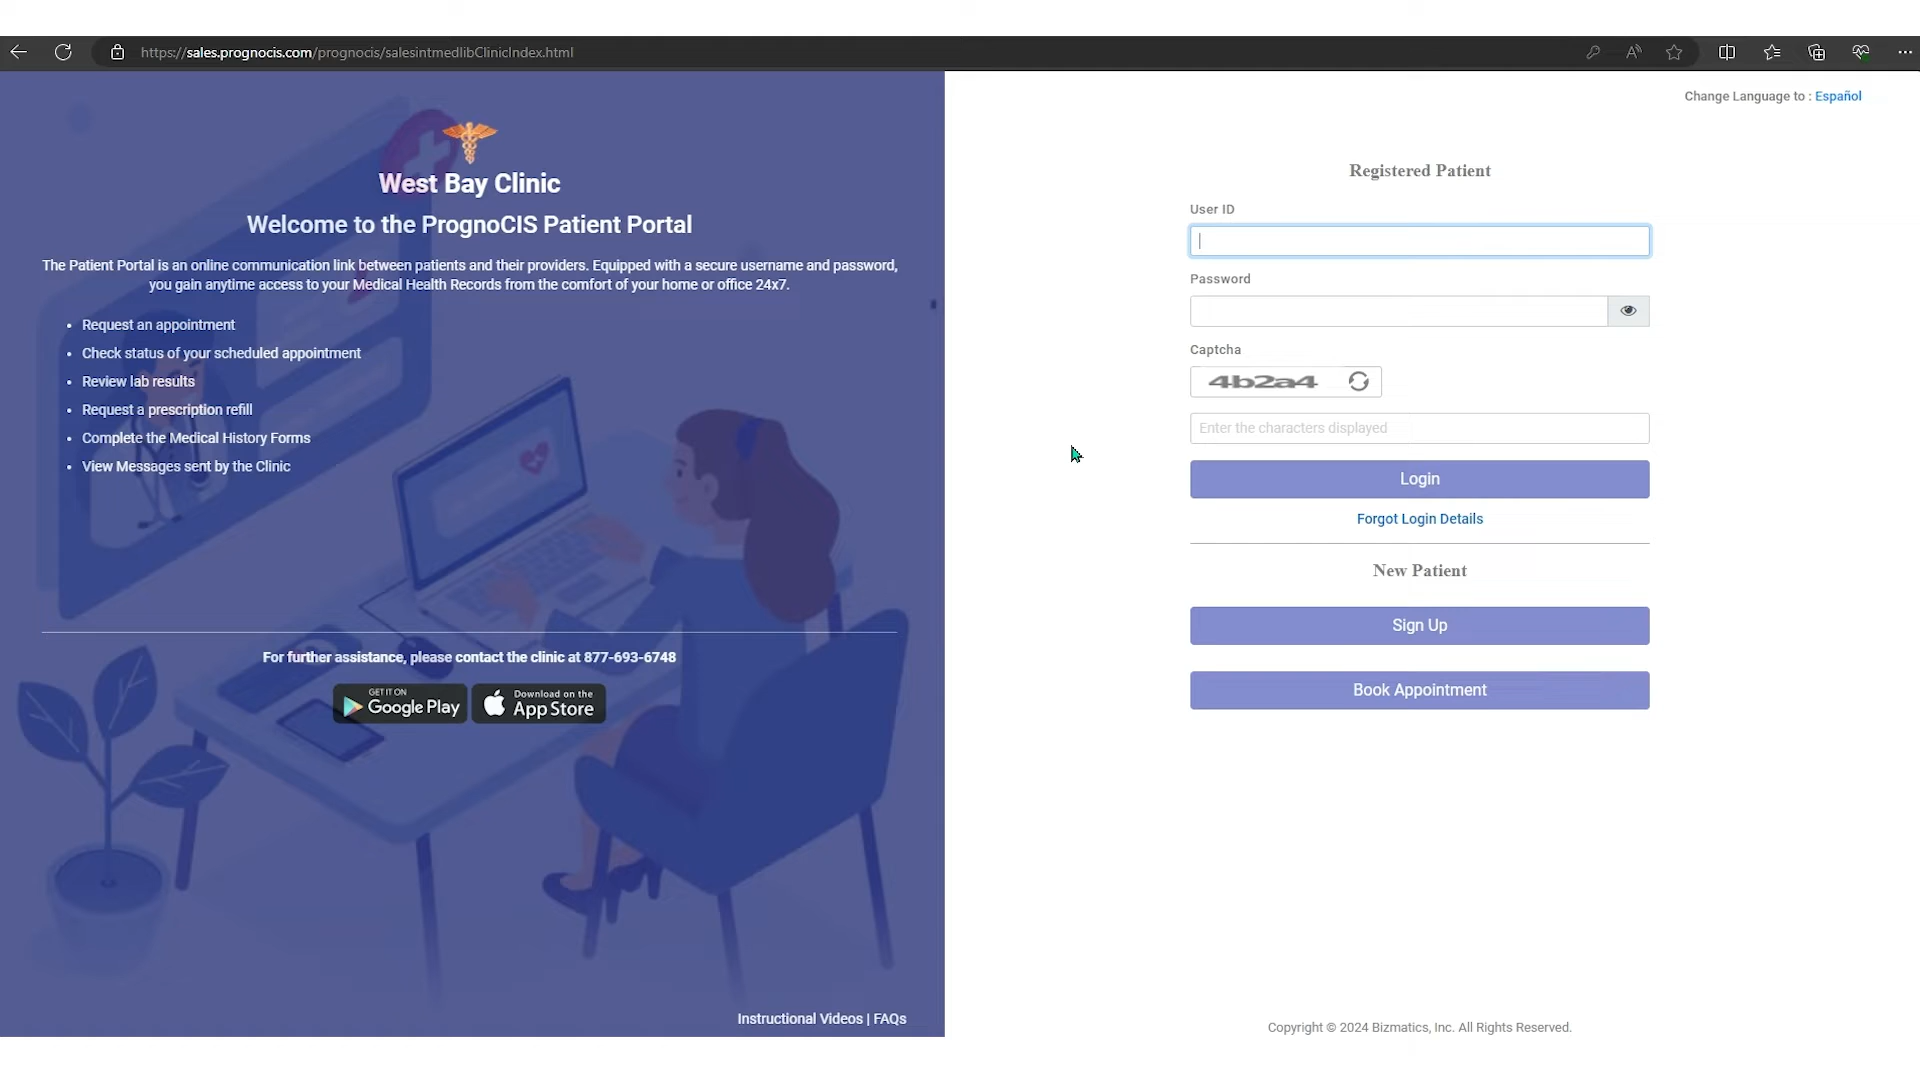 https://sales.prognocis.com/prognocis/salesintmedlibClinicIndex.html
West Bay Clinic
Welcome to the PrognoCIS Patient Portal
The Patient Portal is an online communication link between patients and their providers. Equipped with a secure username and password,
you gain anytime access to your Medical Health Records from the comfort of your home or office 24x7.
• Request an appointment
• Check status of your scheduled appointment
• Review lab results
• Request a prescription refill
• Complete the Medical History Forms
• View Messages sent by the Clinic
For further assistance, please contact the clinic at 877-693-6748
GET IT ON
Google Play
Download on the
App Store
Instructional Videos | FAQs
Change Language to : Español
Registered Patient
User ID
Password
Captcha
4b2a4
Enter the characters displayed
Login
Forgot Login Details
New Patient
Sign Up
Book Appointment
Copyright © 2024 Bizmatics, Inc. All Rights Reserved.